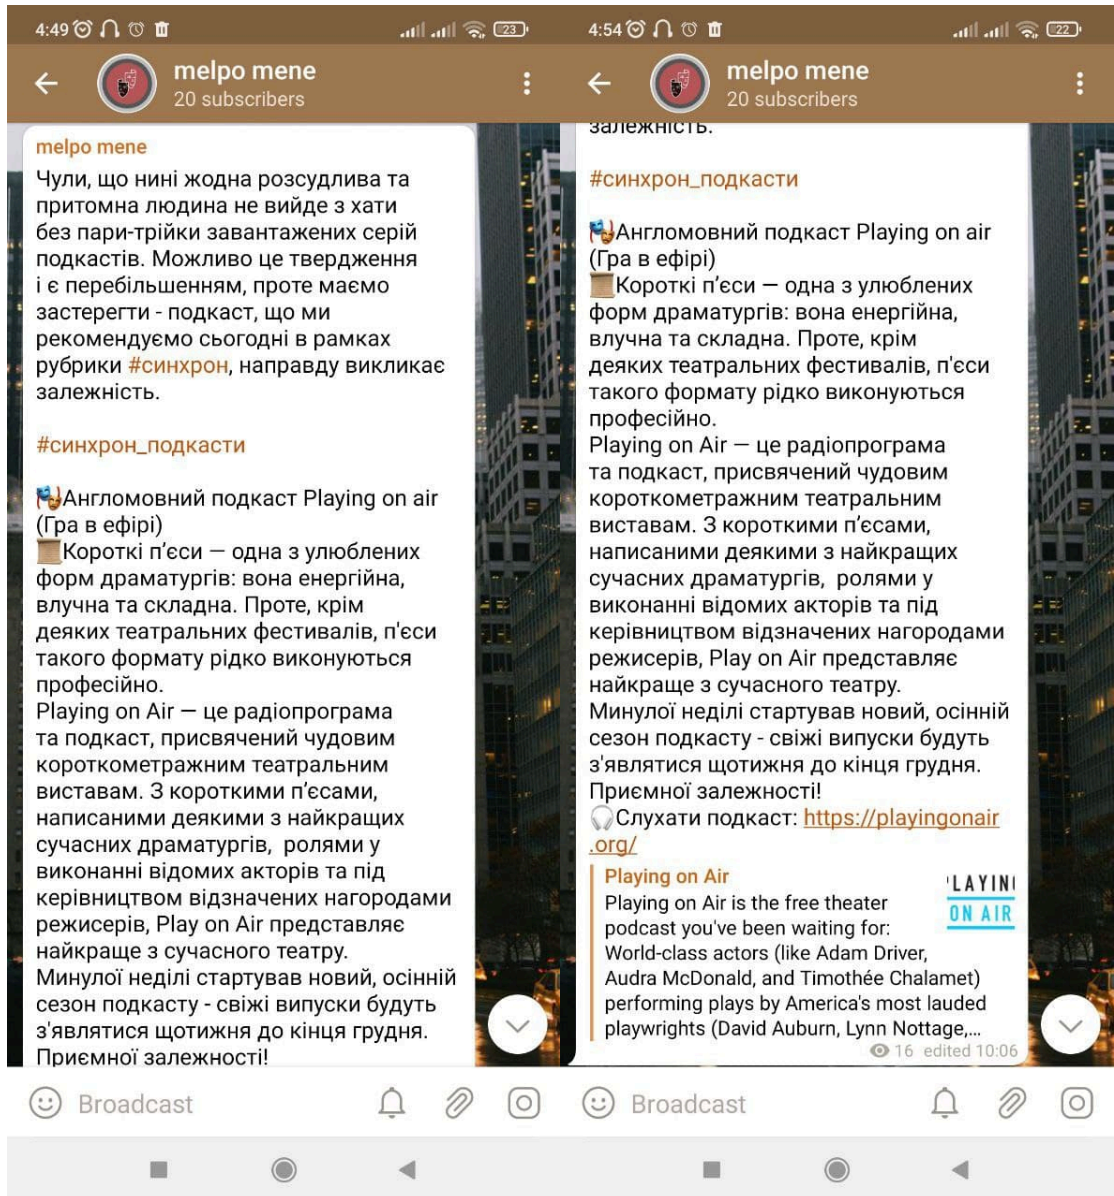 4:49
23
melpo mene
20 subscribers
melpo mene
Чули, що нині жодна розсудлива та
притомна людина не вийде з хати
без пари-трійки завантажених серій
подкастів. Можливо це твердження
і є перебільшенням, проте маємо
застерегти - подкаст, що ми
рекомендуємо сьогодні в рамках
рубрики #синхрон, направду викликає
залежність.
#синхрон_подкасти
Англомовний подкаст Playing on air
(Гра в ефірі)
Короткі п’єси — одна з улюблених
форм драматургів: вона енергійна,
влучна та складна. Проте, крім
деяких театральних фестивалів, п'єси
такого формату рідко виконуються
професійно.
Playing on Air — це радіопрограма
та подкаст, присвячений чудовим
короткометражним театральним
виставам. З короткими п’єсами,
написаними деякими з найкращих
сучасних драматургів,  ролями у
виконанні відомих акторів та під
керівництвом відзначених нагородами
режисерів, Play on Air представляє
найкраще з сучасного театру.
Минулої неділі стартував новий, осінній
сезон подкасту - свіжі випуски будуть
з'являтися щотижня до кінця грудня.
Приємної залежності!
Broadcast
4:54
22
melpo mene
20 subscribers
залежність.
#синхрон_подкасти
Англомовний подкаст Playing on air
(Гра в ефірі)
Короткі п’єси — одна з улюблених
форм драматургів: вона енергійна,
влучна та складна. Проте, крім
деяких театральних фестивалів, п'єси
такого формату рідко виконуються
професійно.
Playing on Air — це радіопрограма
та подкаст, присвячений чудовим
короткометражним театральним
виставам. З короткими п’єсами,
написаними деякими з найкращих
сучасних драматургів,  ролями у
виконанні відомих акторів та під
керівництвом відзначених нагородами
режисерів, Play on Air представляє
найкраще з сучасного театру.
Минулої неділі стартував новий, осінній
сезон подкасту - свіжі випуски будуть
з'являтися щотижня до кінця грудня.
Приємної залежності!
Слухати подкаст: https://playingonair
.org/
Playing on Air
Playing on Air is the free theater
podcast you've been waiting for:
World-class actors (like Adam Driver,
Audra McDonald, and Timothée Chalamet)
performing plays by America's most lauded
playwrights (David Auburn, Lynn Nottage,...
LAYIN
ON AIR
16 edited 10:06
Broadcast